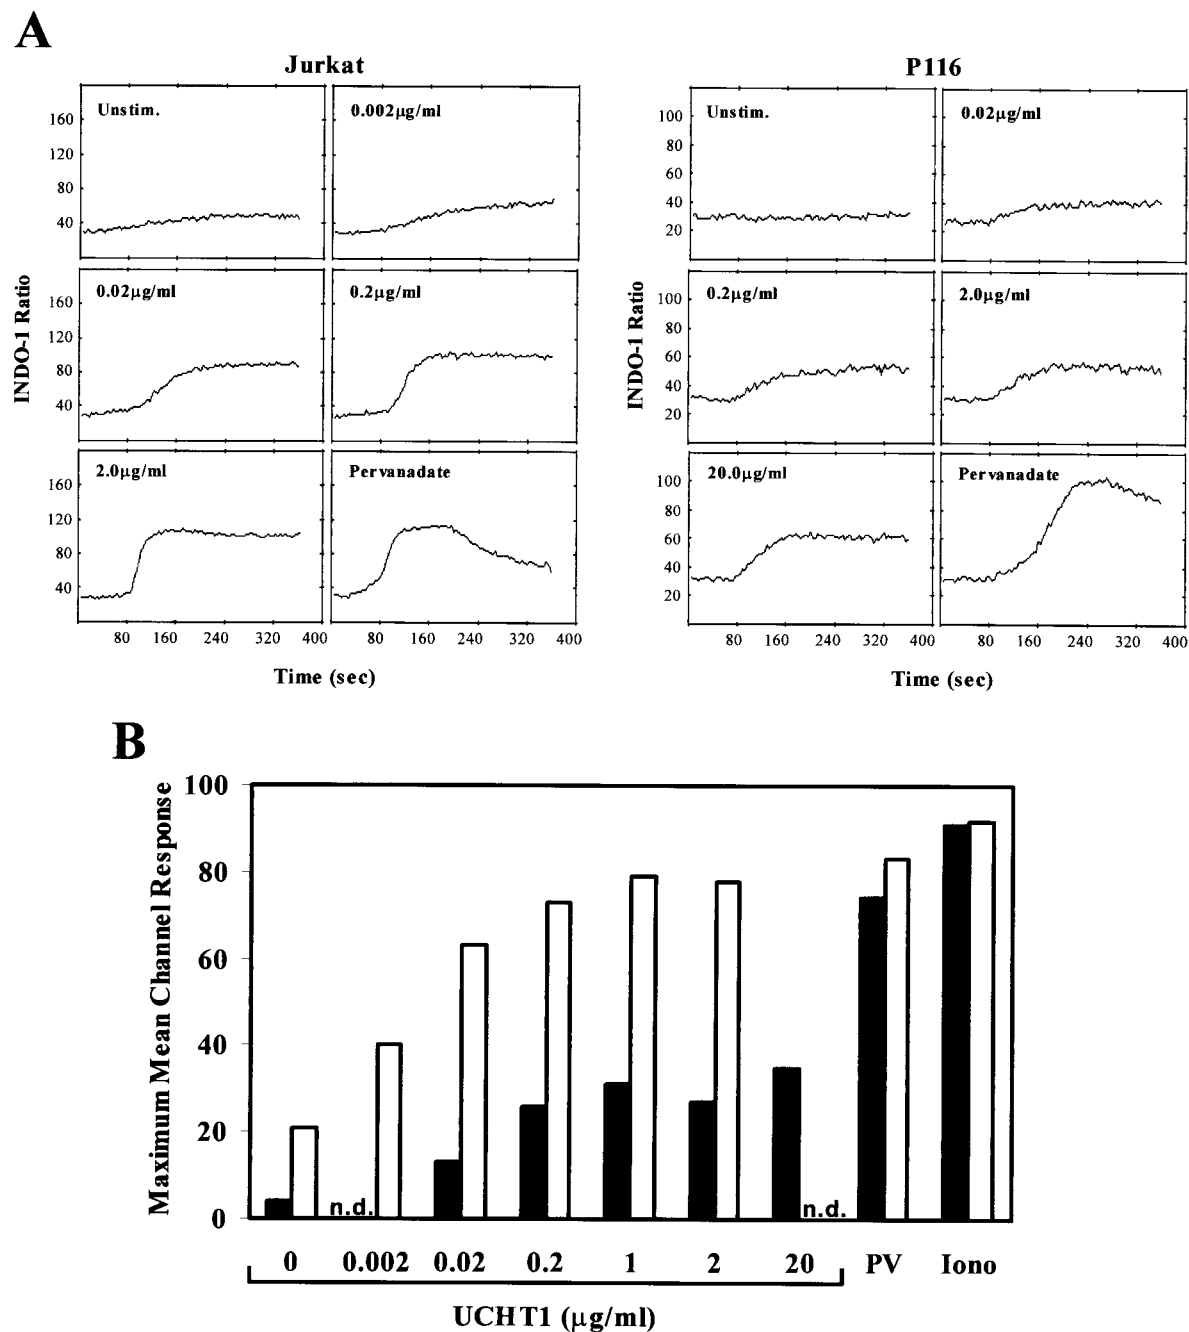 A
Jurkat
P116
Unstim.
0.002µg/ml
160
120
80
40
0.02µg/ml
0.2µg/ml
160
120
80
40
2.0µg/ml
Pervanadate
160
120
80
40
80 160 240 320 400
80 160 240 320 400
INDO-1 Ratio
Time (sec)
Unstim.
0.02µg/ml
100
80
60
40
20
0.2µg/ml
2.0µg/ml
100
80
60
40
20
20.0µg/ml
Pervanadate
100
80
60
40
20
80 160 240 320
80 160 240 320 400
INDO-1 Ratio
Time (sec)
B
Maximum Mean Channel Response
100
80
60
40
20
0
n.d.
n.d.
0 0.002 0.02 0.2 1 2 20 PV Iono
UCHT1 (µg/ml)